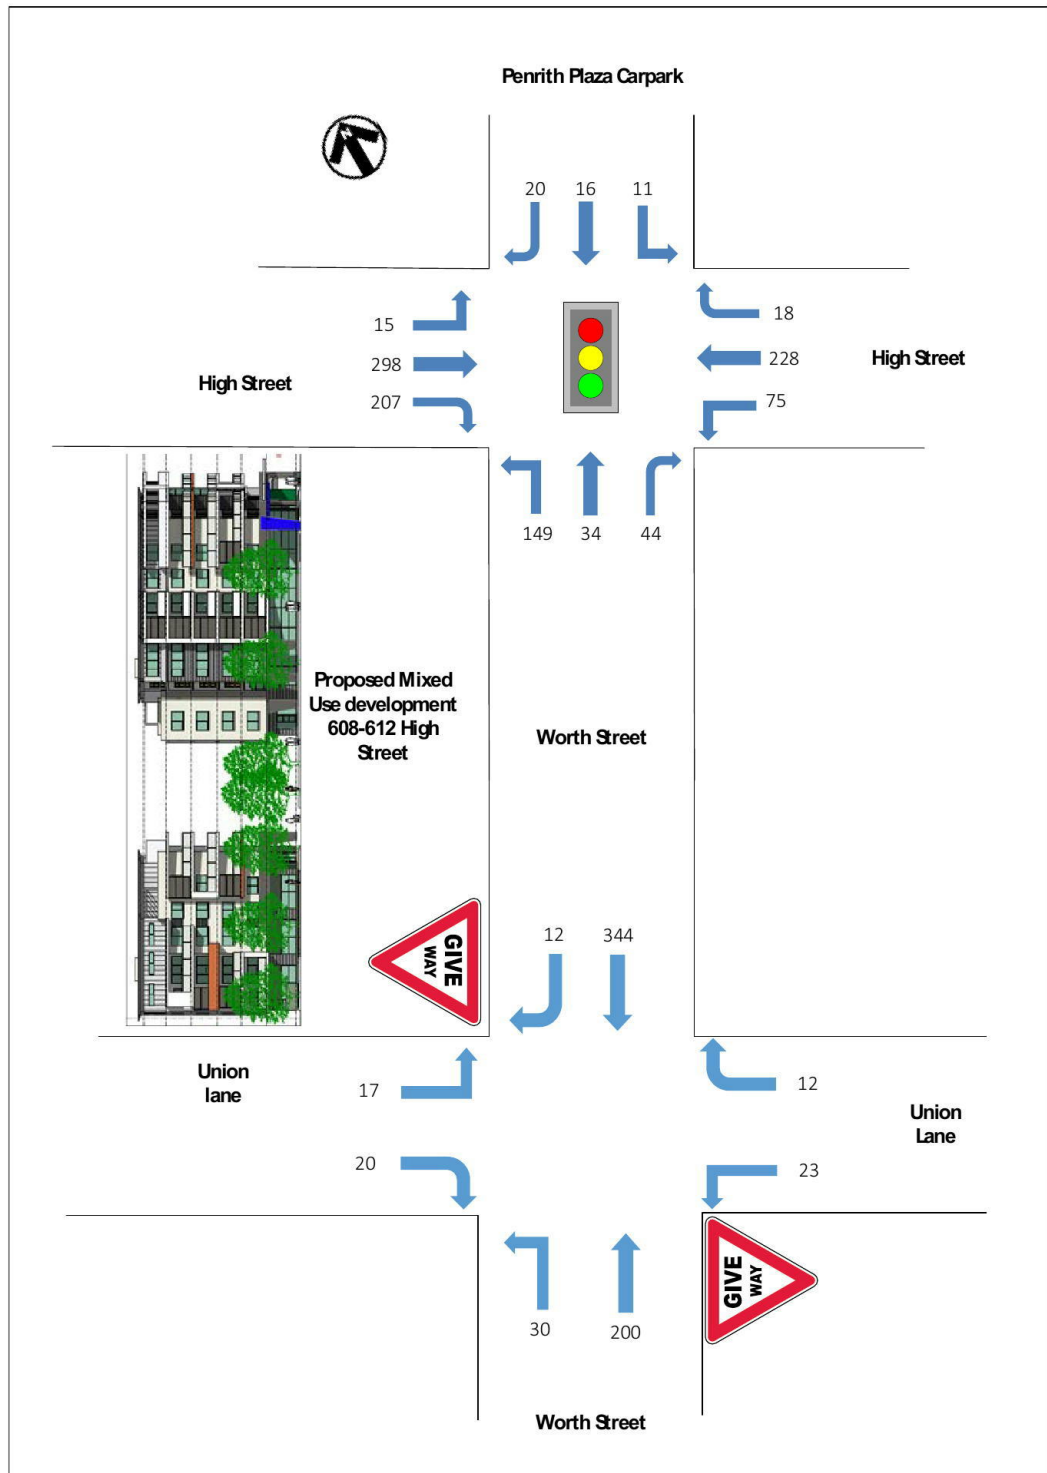 Penrith Plaza Carpark
N
20 16 11
15
18
298
228
High Street
High Street
207
75
149 34 44
Proposed Mixed
Use development
608-612 High
Street
Worth Street
GIVE
WAY
12 344
Union
lane
17
12
Union
Lane
20
23
GIVE
WAY
30 200
Worth Street